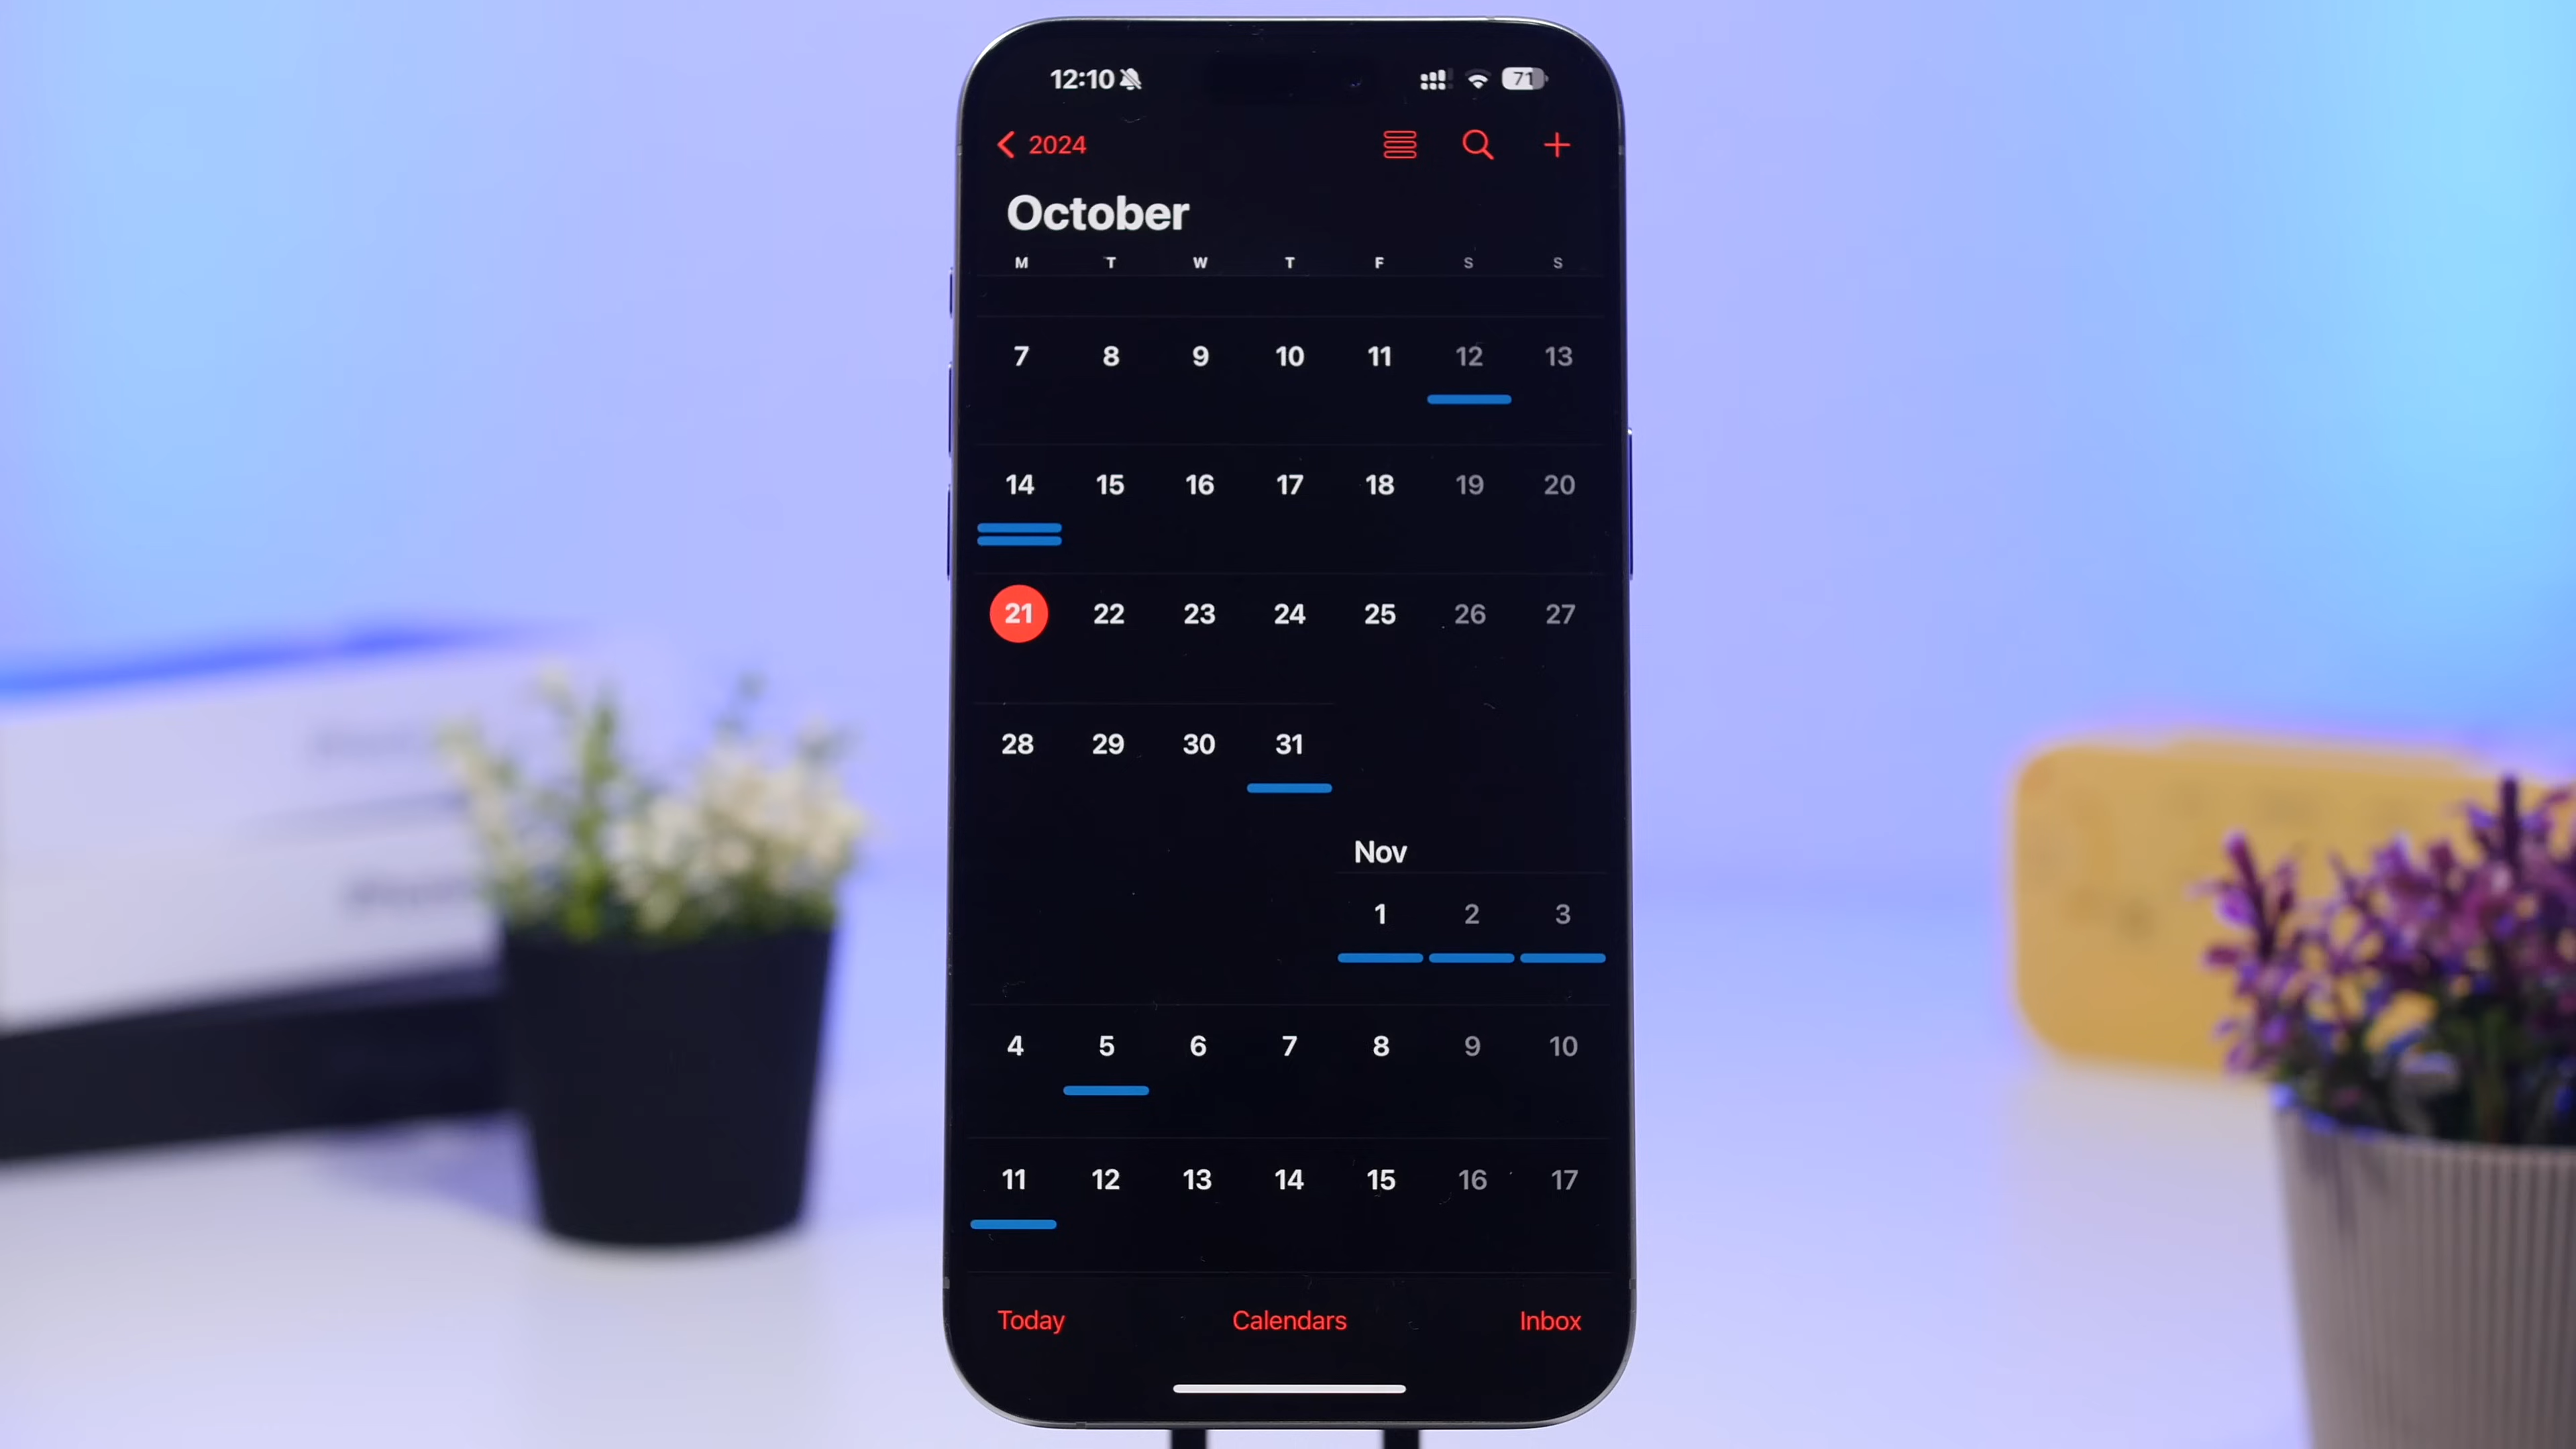 12:10 71
2024
October
M T W T F S S
7 8 9 10 11 12 13
14 15 16 17 18 19 20
21 22 23 24 25 26 27
28 29 30 31
Nov
1 2 3
4 5 6 7 8 9 10
11 12 13 14 15 16 17
Today Calendars Inbox